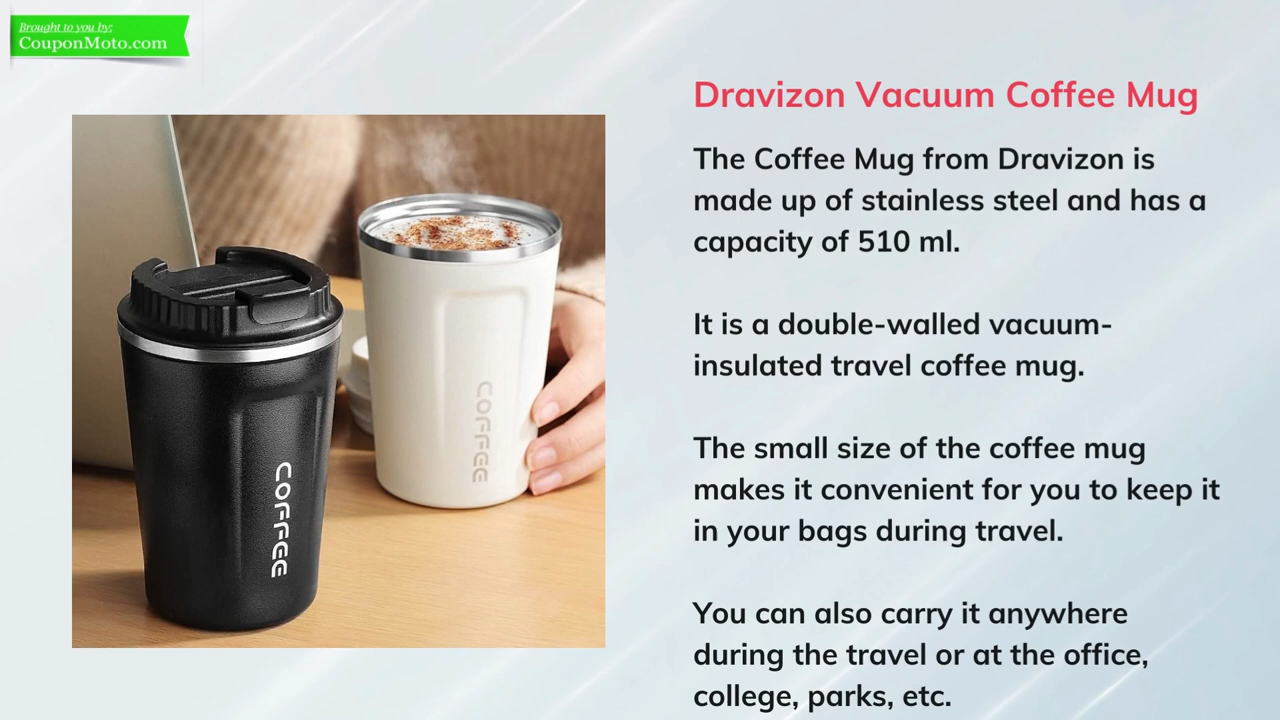 Brought to you by:
CouponMoto.com
Dravizon Vacuum Coffee Mug
The Coffee Mug from Dravizon is
made up of stainless steel and has a
capacity of 510 ml.
It is a double-walled vacuum-
insulated travel coffee mug.
The small size of the coffee mug
makes it convenient for you to keep it
in your bags during travel.
You can also carry it anywhere
during the travel or at the office,
college, parks, etc.
COFFEE
COFFEE